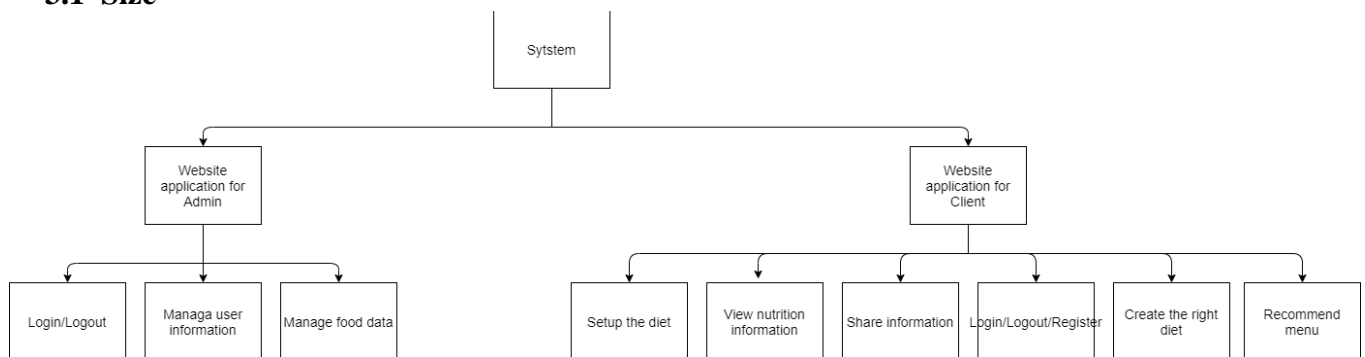 3.1 Size
Sytstem
Website
application for
Admin
Website
application for
Client
Login/Logout
Managa user
information
Manage food data
Setup the diet
View nutrition
information
Share information
Login/Logout/Register
Create the right
diet
Recommend
menu